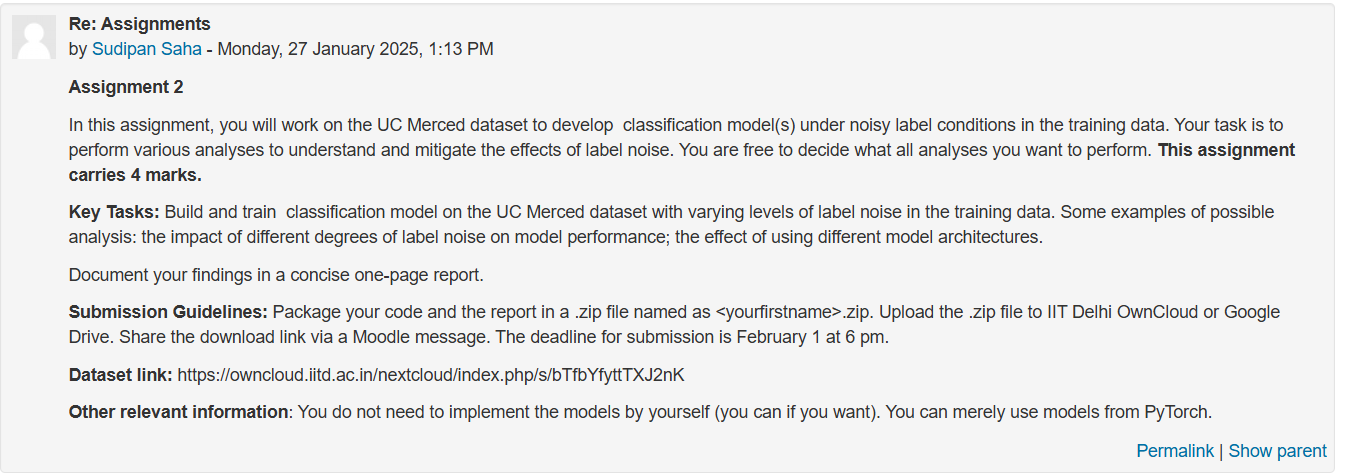 Re: Assignments
by Sudipan Saha - Monday, 27 January 2025, 1:13 PM
Assignment 2
In this assignment, you will work on the UC Merced dataset to develop  classification model(s) under noisy label conditions in the training data. Your task is to
perform various analyses to understand and mitigate the effects of label noise. You are free to decide what all analyses you want to perform. This assignment
carries 4 marks.
Key Tasks: Build and train  classification model on the UC Merced dataset with varying levels of label noise in the training data. Some examples of possible
analysis: the impact of different degrees of label noise on model performance; the effect of using different model architectures.
Document your findings in a concise one-page report.
Submission Guidelines: Package your code and the report in a .zip file named as <yourfirstname>.zip. Upload the .zip file to IIT Delhi OwnCloud or Google
Drive. Share the download link via a Moodle message. The deadline for submission is February 1 at 6 pm.
Dataset link: https://owncloud.iitd.ac.in/nextcloud/index.php/s/bTfbYfyttTXJ2nK
Other relevant information: You do not need to implement the models by yourself (you can if you want). You can merely use models from PyTorch.
Permalink | Show parent